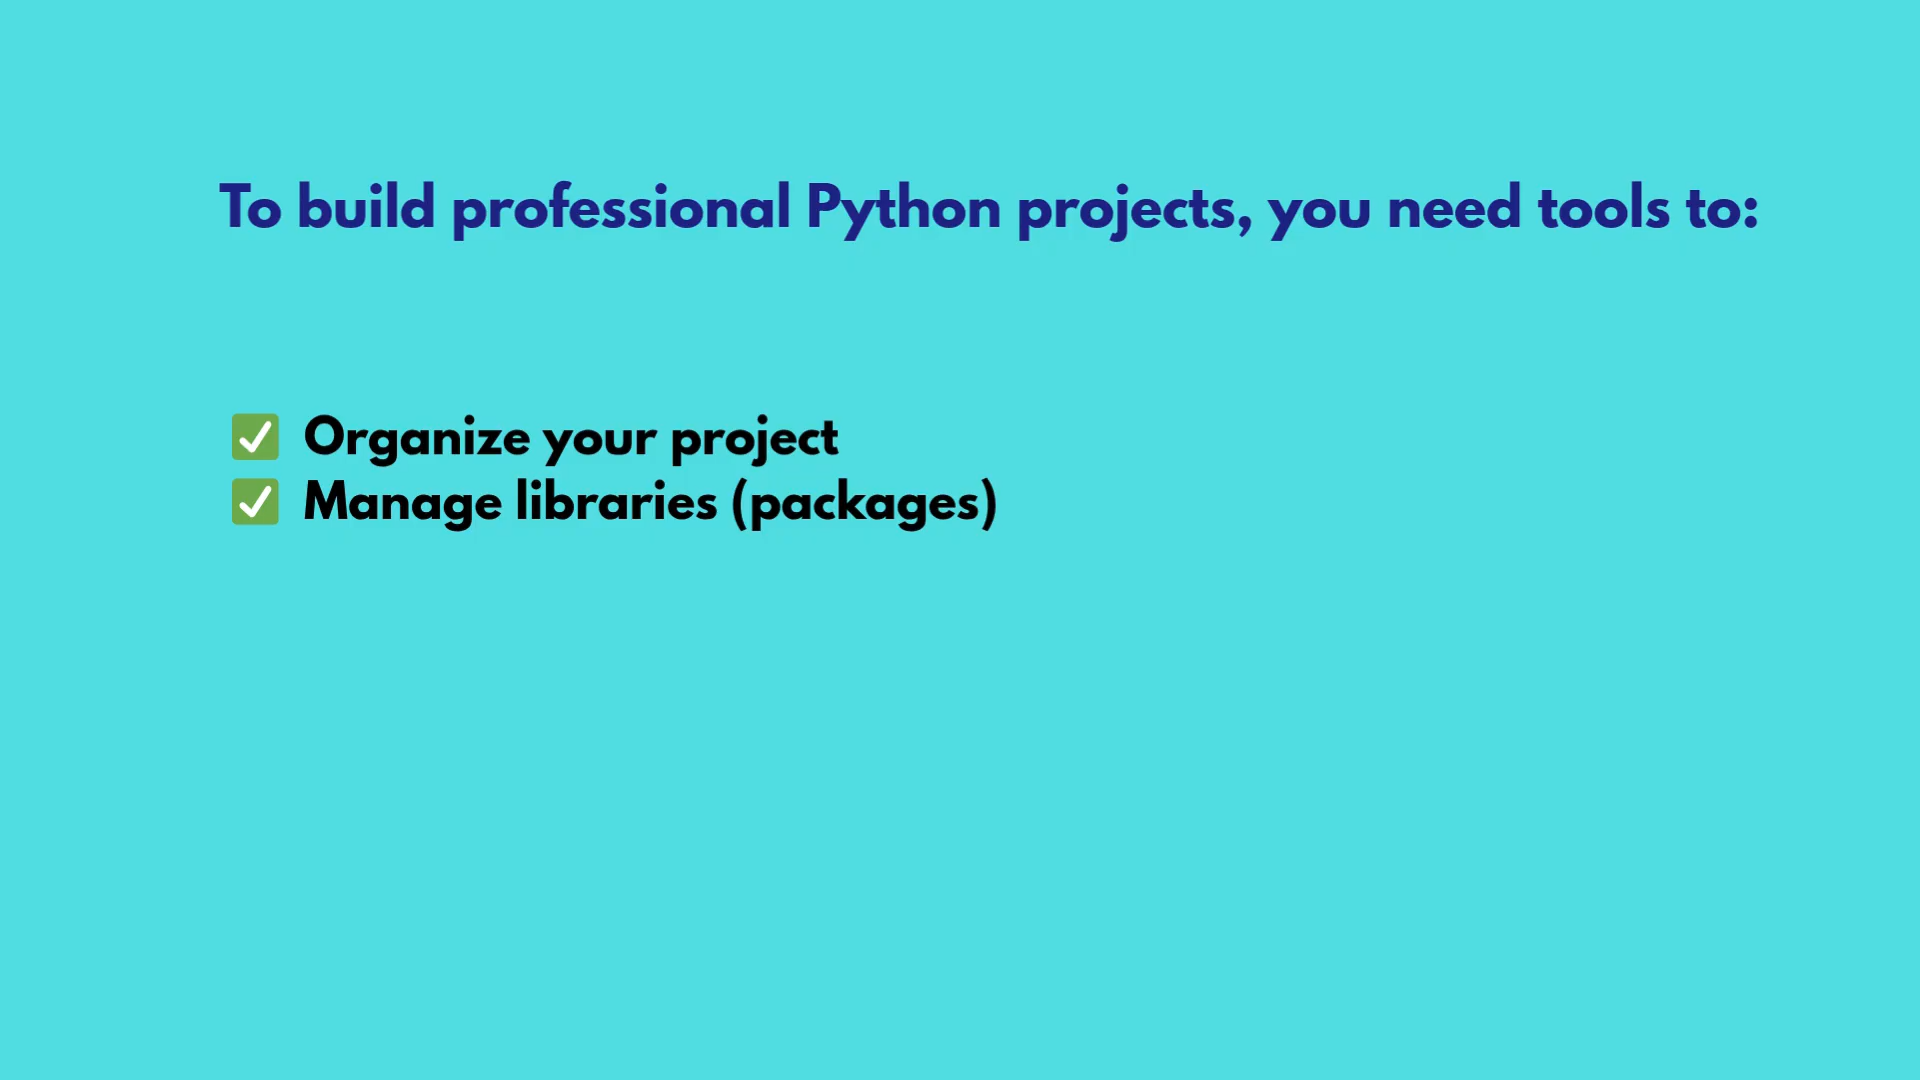 To build professional Python projects, you need tools to:
✅ Organize your project
✅ Manage libraries (packages)